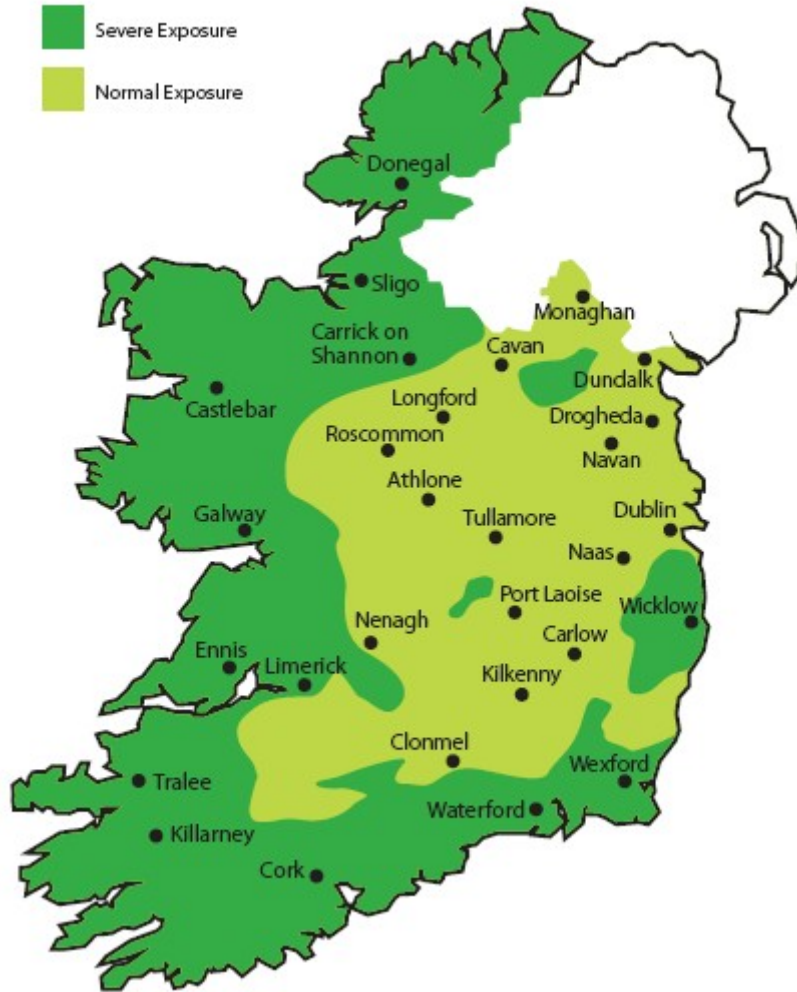 Severe Exposure
Normal Exposure
Donegal
Sligo
Monaghan
Carrick on
Shannon
Cavan
Dundalk
Castlebar
Longford
Drogheda
Roscommon
Navan
Athlone
Galway
Tullamore
Dublin
Naas
Port Laoise
Wicklow
Nenagh
Carlow
Ennis
Limerick
Kilkenny
Clonmel
Wexford
Tralee
Waterford
Killarney
Cork